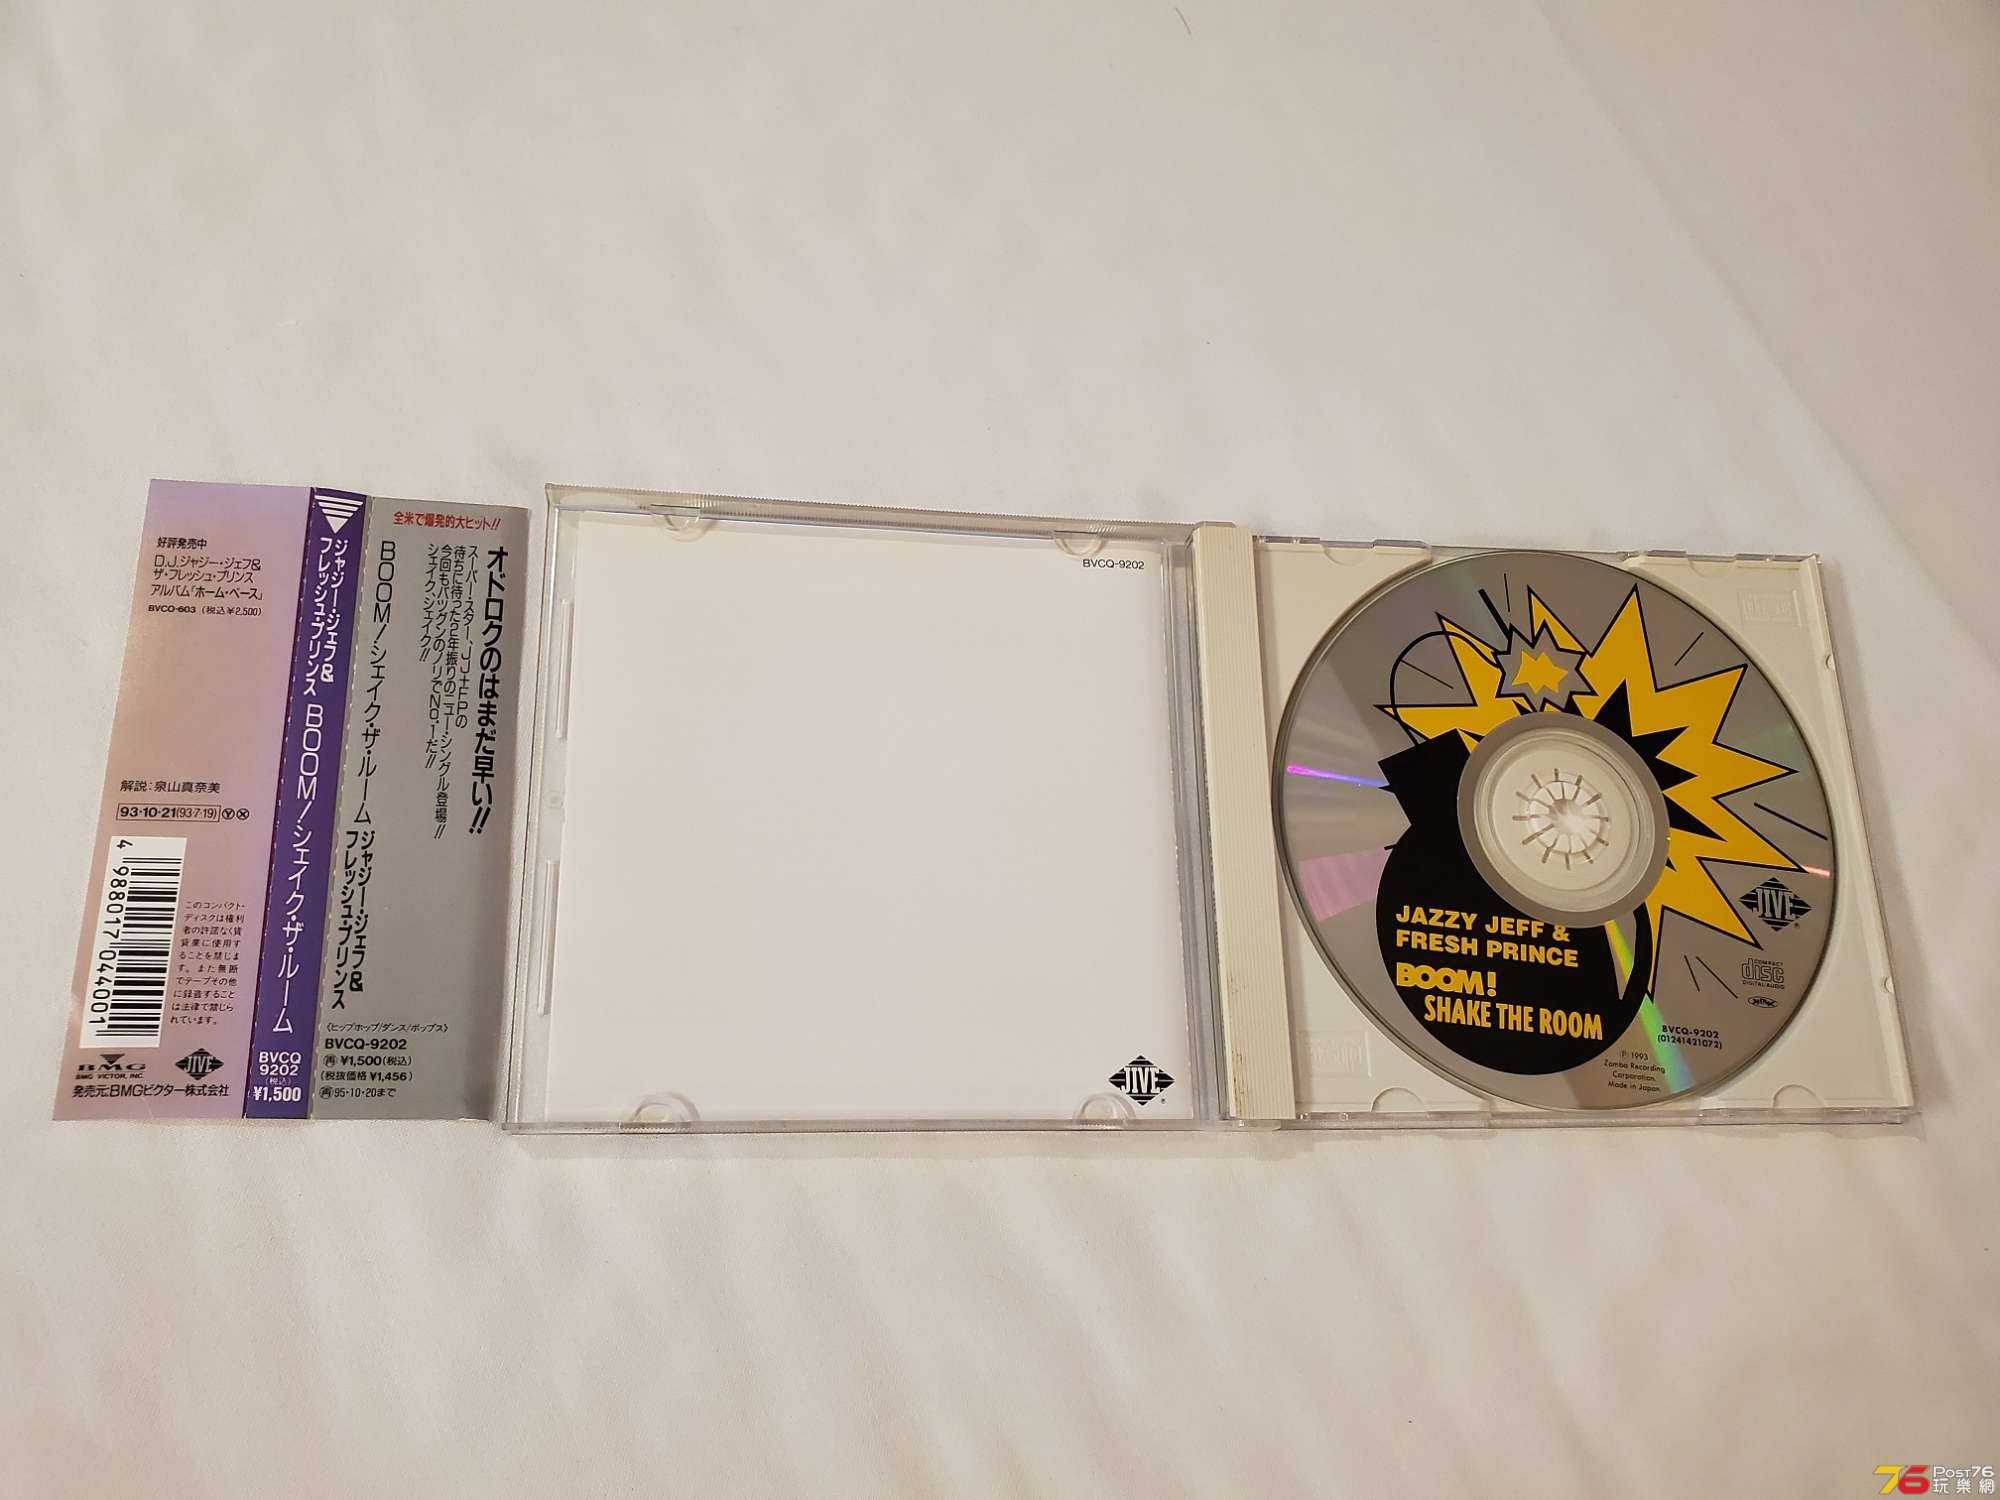 好評発売中
D.J.ジャジー・ジェフ&
ザ・フレッシュ・プリンス
アルバム「ホーム・ベース」
BVCO-603 (税込¥2,500)
解説:泉山真奈美
93・10・21(93・7・19) Ⓨ Ⓧ
4 988017 044001
このコンパクト・
ディスクは権利
者の許諾なく賃
貸業に使用す
ることを禁じま
す。また無断
でテープその他
に録音すること
は法律で禁じら
れています。
BMG
BMG VICTOR, INC.
JIVE
発売元:BMGビクター株式会社
ジャジー・ジェフ&
フレッシュ・プリンス
BOOM!シェイク・ザ・ルーム
BVCQ
9202
(税込)
¥1,500
全米で爆発的大ヒット!!
オドロクのはまだ早い!!
スーパー・スター、JJ+FPの
待ちに待った2年振りのニュー・シングル登場!!
今回もバツグンのノリでNo.1だ!!
シェイク、シェイク!!
BOOM!シェイク・ザ・ルーム
ジャジー・ジェフ&
フレッシュ・プリンス
《ヒップホップ/ダンス/ポップス》
BVCQ-9202
再 ¥1,500(税込)
(税抜価格 ¥1,456)
再 95・10・20まで
BVCQ-9202
JIVE
®
JAZZY JEFF &
FRESH PRINCE
BOOM!
SHAKE THE ROOM
JIVE
®
COMPACT
disc
DIGITAL AUDIO
BVCQ-9202
(01241421072)
Ⓟ 1993
Zomba Recording
Corporation.
Made in Japan.
76 POST76
玩樂網